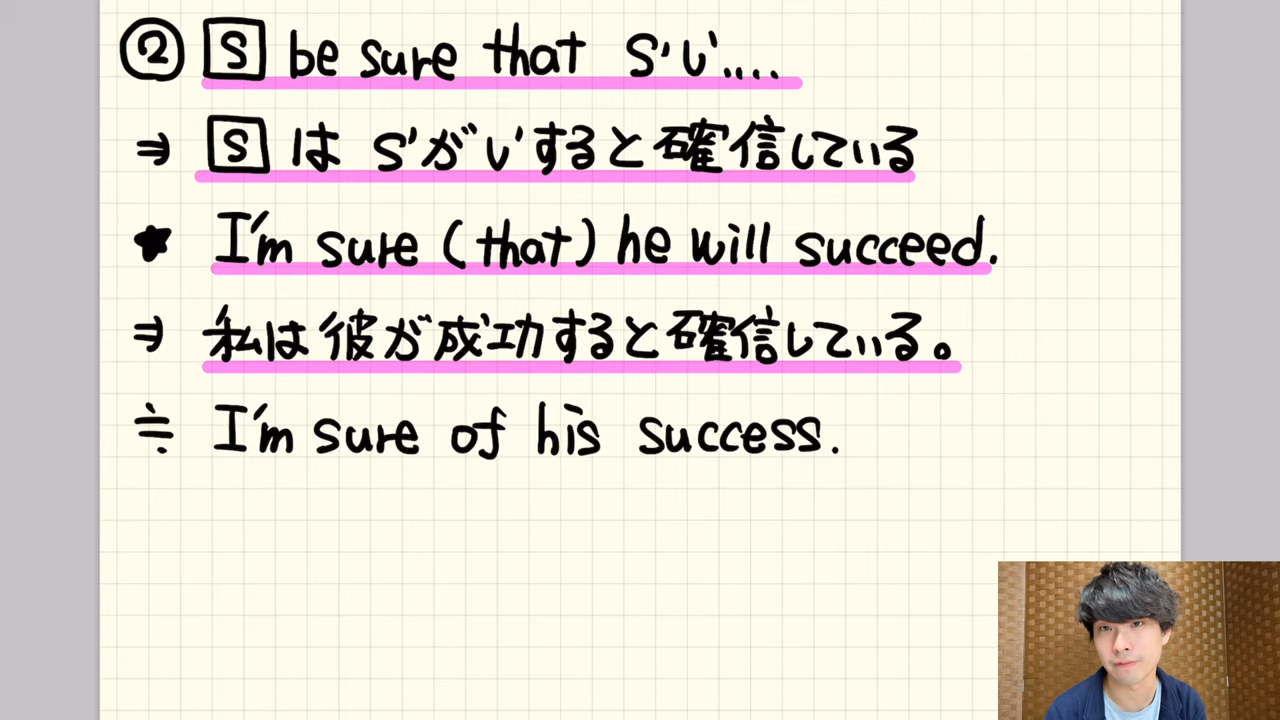 ② S be sure that S'V'....
⇒ S は S'がV'すると確信している
★ I'm sure (that) he will succeed.
⇒ 私は彼が成功すると確信している。
≒ I'm sure of his success.